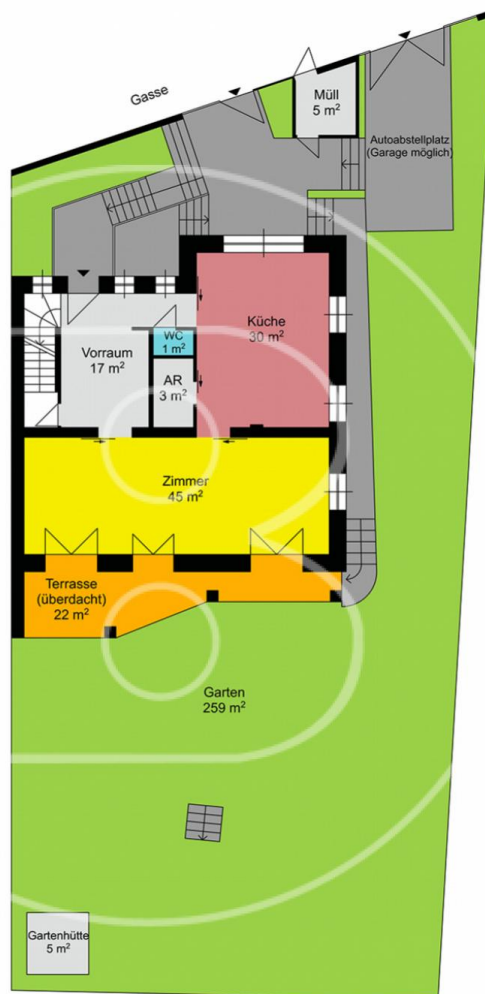 Gasse
Müll
5 m²
Autoabstellplatz
(Garage möglich)
Küche
30 m²
WC
1 m²
Vorraum
17 m²
AR
3 m²
Zimmer
45 m²
Terrasse
(überdacht)
22 m²
Garten
259 m²
Gartenhütte
5 m²